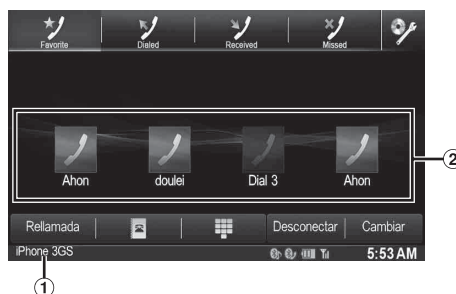 Favorite Dialed Received Missed
Ahon doulei Dial 3 Ahon
2
Rellamada Desconectar Cambiar
iPhone 3GS 5:53 AM
1